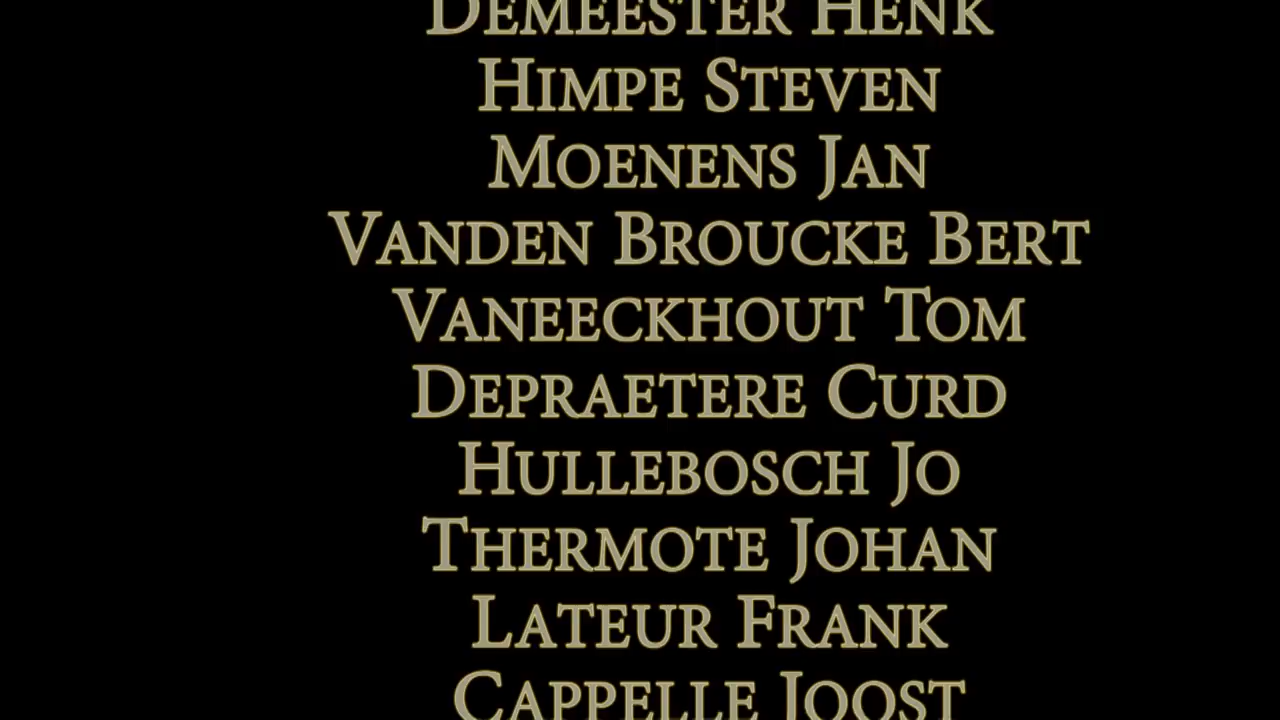 Demeester Henk
Himpe Steven
Moenens Jan
Vanden Broucke Bert
Vaneeckhout Tom
Depraetere Curd
Hullebosch Jo
Thermote Johan
Lateur Frank
Cappelle Joost